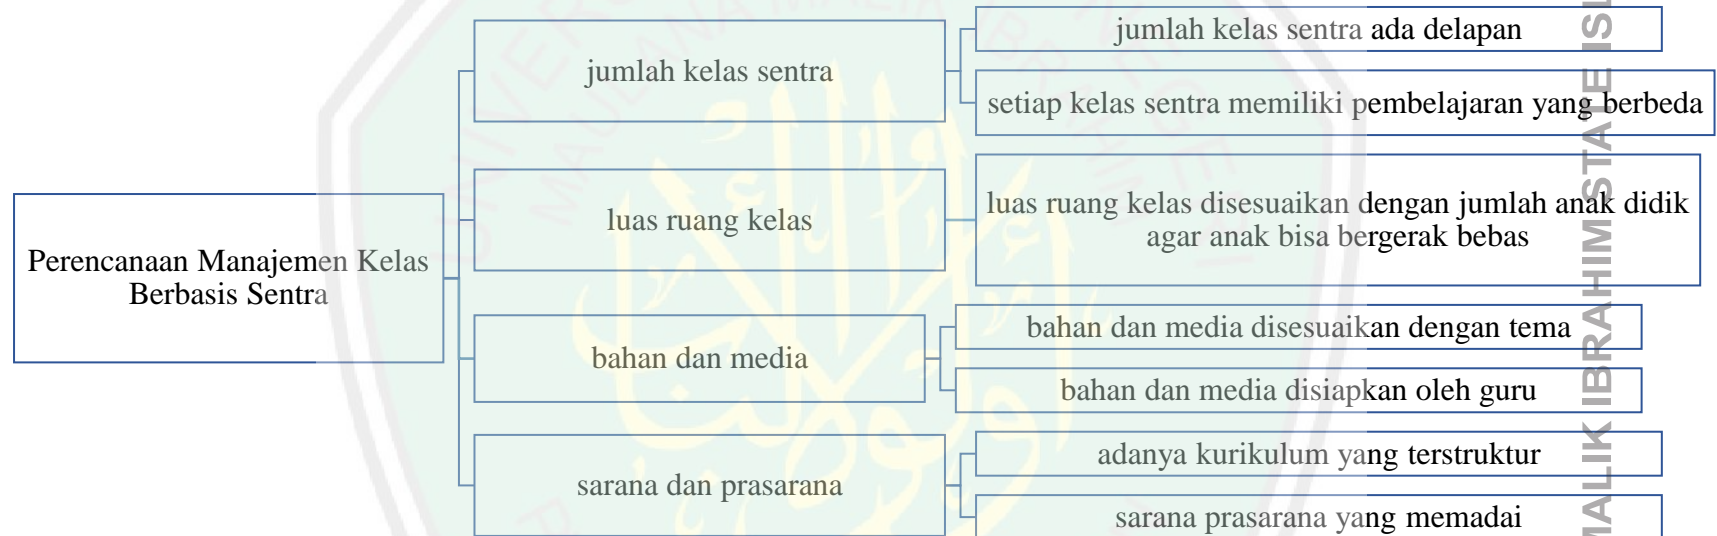 Perencanaan Manajemen Kelas
Berbasis Sentra
jumlah kelas sentra
jumlah kelas sentra ada delapan
setiap kelas sentra memiliki pembelajaran yang berbeda
luas ruang kelas
luas ruang kelas disesuaikan dengan jumlah anak didik
agar anak bisa bergerak bebas
bahan dan media
bahan dan media disesuaikan dengan tema
bahan dan media disiapkan oleh guru
sarana dan prasarana
adanya kurikulum yang terstruktur
sarana prasarana yang memadai
MALIK IBRAHIM STATE
MAULANA MALIK IBRAHIM